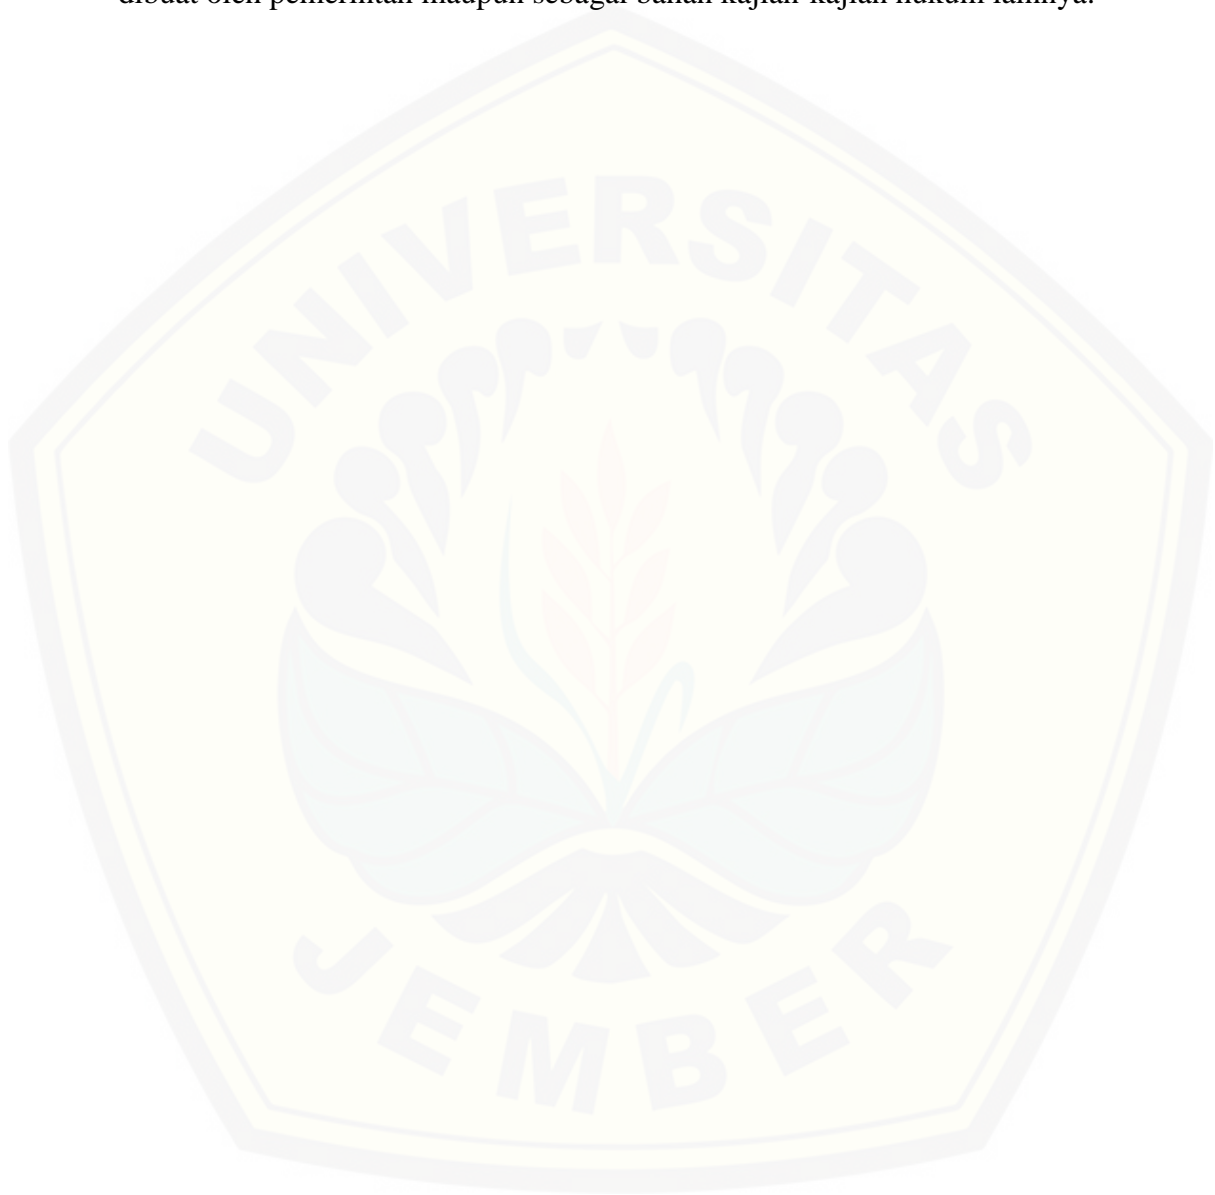 dibuat oleh pemerintah maupun sebagai bahan kajian-kajian hukum lainnya.
UNIVERSITAS
JEMBER